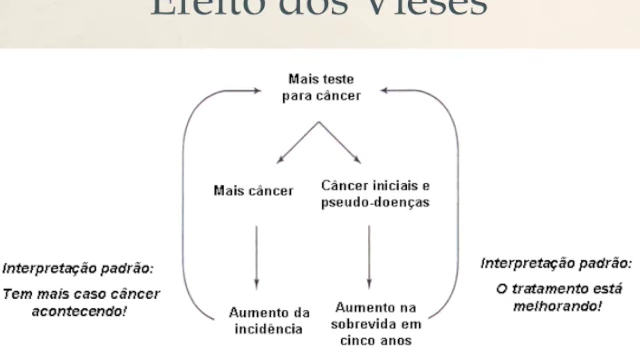 Efeito dos Vieses
Mais teste
para câncer
Mais câncer
Câncer iniciais e
pseudo-doenças
Interpretação padrão:
Tem mais caso câncer
acontecendo!
Aumento da
incidência
Aumento na
sobrevida em
cinco anos
Interpretação padrão:
O tratamento está
melhorando!